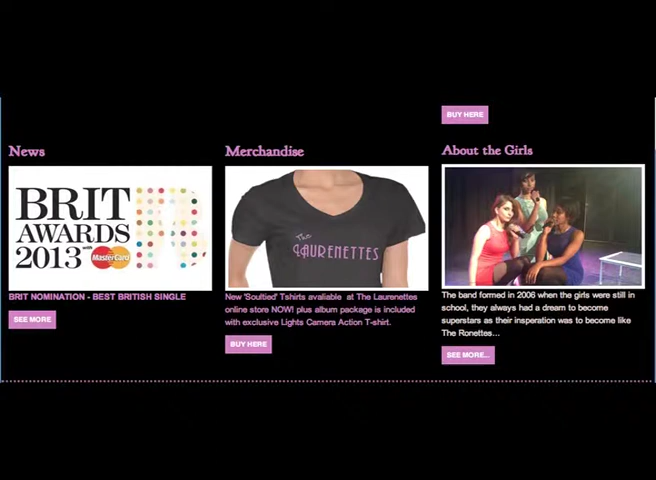 BUY HERE
News
BRIT
AWARDS
2013 with MasterCard
BRIT NOMINATION - BEST BRITISH SINGLE
SEE MORE
Merchandise
The
LAURENETTES
New 'Soultied' Tshirts avaliable at The Laurenettes
online store NOW! plus album package is included
with exclusive Lights Camera Action T-shirt.
BUY HERE
About the Girls
The band formed in 2006 when the girls were still in
school, they always had a dream to become
superstars as their insperation was to become like
The Ronettes...
SEE MORE...